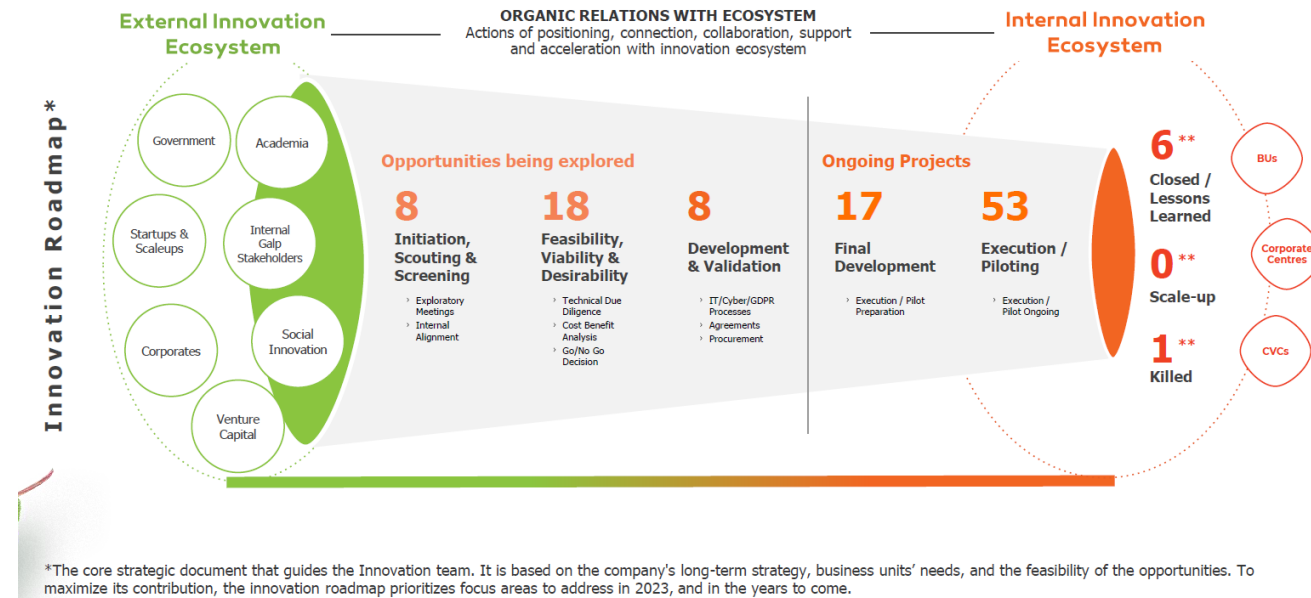 External Innovation
Ecosystem
ORGANIC RELATIONS WITH ECOSYSTEM
Actions of positioning, connection, collaboration, support
and acceleration with innovation ecosystem
Internal Innovation
Ecosystem
Innovation Roadmap*
Government
Academia
Startups &
Scaleups
Internal
Galp
Stakeholders
Corporates
Social
Innovation
Venture
Capital
Opportunities being explored
8
Initiation,
Scouting &
Screening
› Exploratory
Meetings
› Internal
Alignment
18
Feasibility,
Viability &
Desirability
› Technical Due
Diligence
› Cost Benefit
Analysis
› Go/No Go
Decision
8
Development
& Validation
› IT/Cyber/GDPR
Processes
› Agreements
› Procurement
Ongoing Projects
17
Final
Development
› Execution / Pilot
Preparation
53
Execution /
Piloting
› Execution /
Pilot Ongoing
6**
Closed /
Lessons
Learned
0**
Scale-up
1**
Killed
BUs
Corporate
Centres
CVCs
*The core strategic document that guides the Innovation team. It is based on the company's long-term strategy, business units' needs, and the feasibility of the opportunities. To
maximize its contribution, the innovation roadmap prioritizes focus areas to address in 2023, and in the years to come.